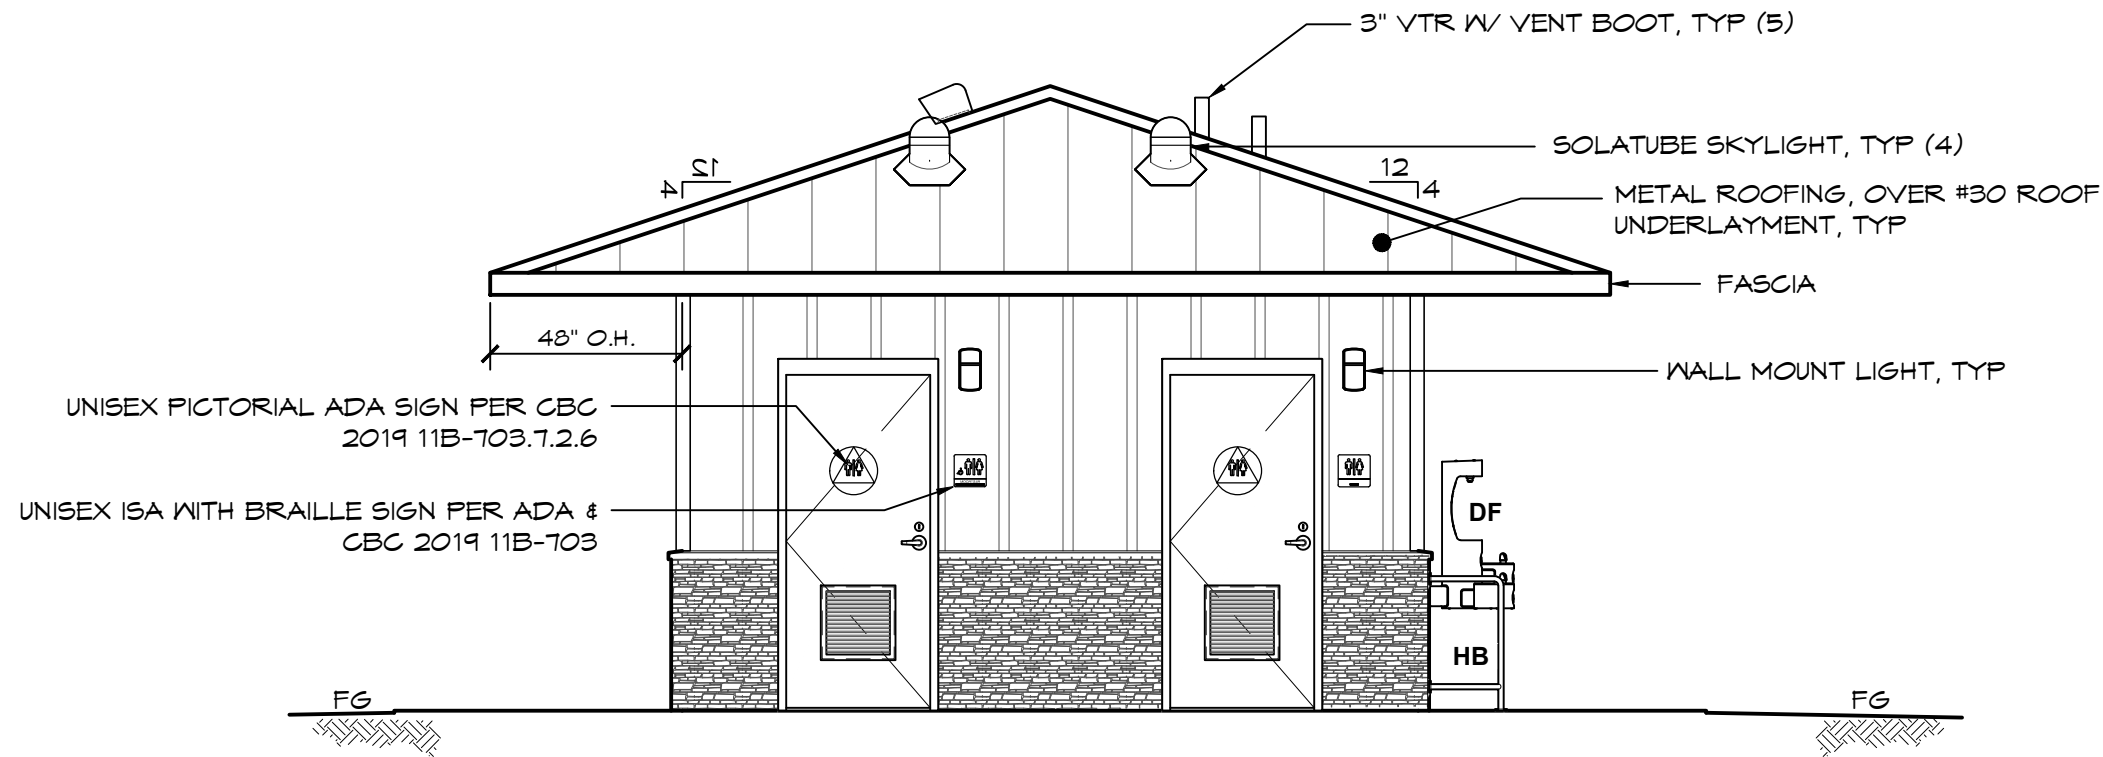 3" VTR W/ VENT BOOT, TYP (5)
SOLATUBE SKYLIGHT, TYP (4)
12
4
12
4
METAL ROOFING, OVER #30 ROOF
UNDERLAYMENT, TYP
FASCIA
48" O.H.
WALL MOUNT LIGHT, TYP
UNISEX PICTORIAL ADA SIGN PER CBC
2019 11B-703.7.2.6
UNISEX ISA WITH BRAILLE SIGN PER ADA &
CBC 2019 11B-703
DF
HB
FG
FG